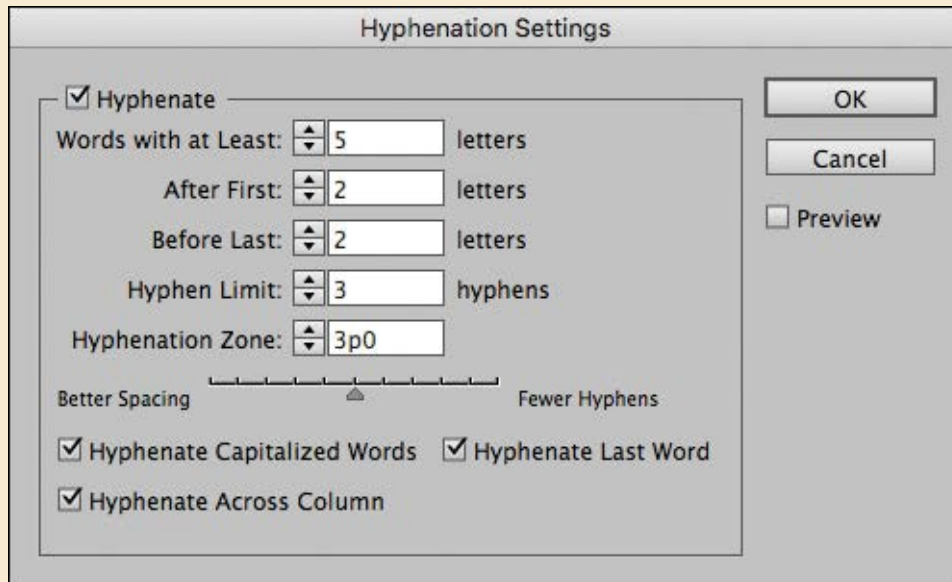 Hyphenation Settings
Hyphenate
OK
Words with at Least: 5 letters
Cancel
After First: 2 letters
Preview
Before Last: 2 letters
Hyphen Limit: 3 hyphens
Hyphenation Zone: 3p0
Better Spacing Fewer Hyphens
Hyphenate Capitalized Words Hyphenate Last Word
Hyphenate Across Column